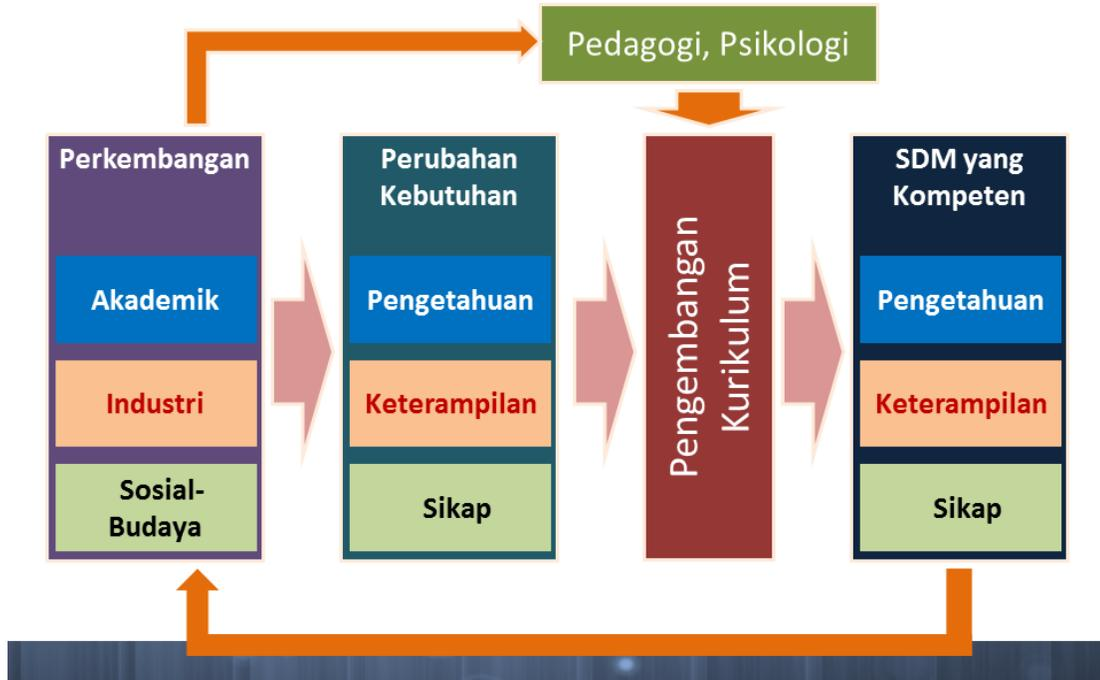 Pedagogi, Psikologi
Perkembangan
Akademik
Industri
Sosial-
Budaya
Perubahan
Kebutuhan
Pengetahuan
Keterampilan
Sikap
Pengembangan
Kurikulum
SDM yang
Kompeten
Pengetahuan
Keterampilan
Sikap